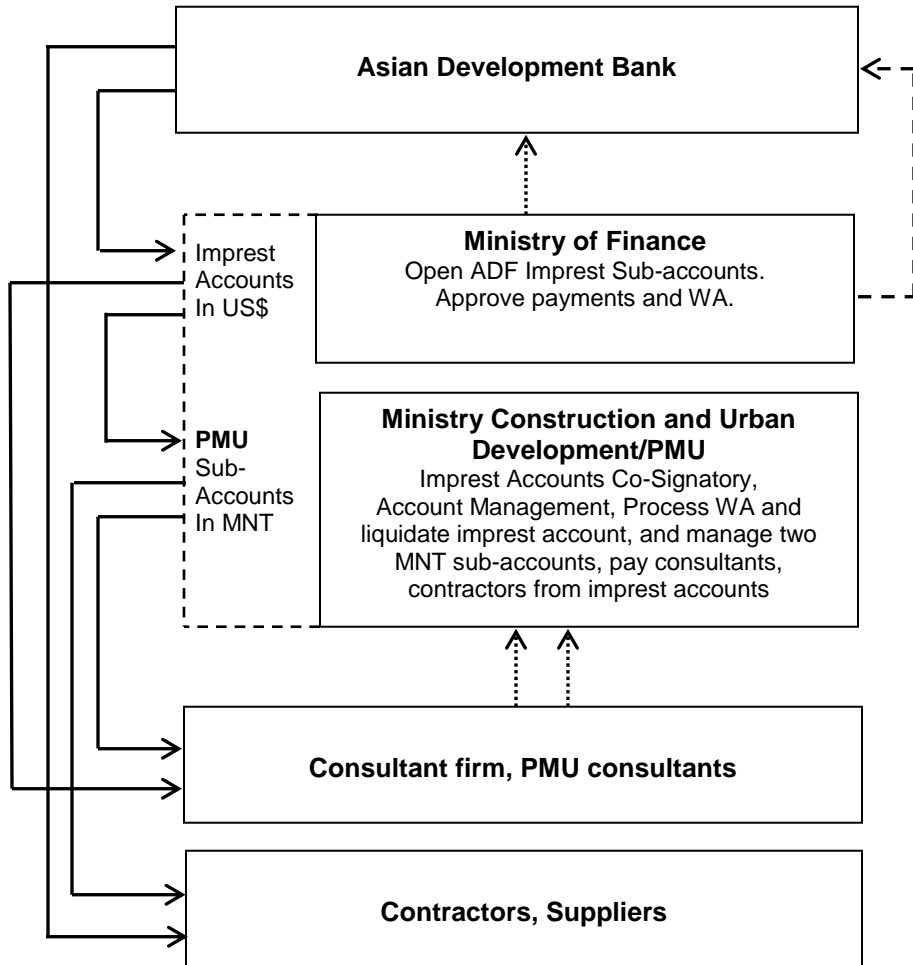 Asian Development Bank
Imprest
Accounts
In US$
Ministry of Finance
Open ADF Imprest Sub-accounts.
Approve payments and WA.
PMU
Sub-
Accounts
In MNT
Ministry Construction and Urban
Development/PMU
Imprest Accounts Co-Signatory,
Account Management, Process WA and
liquidate imprest account, and manage two
MNT sub-accounts, pay consultants,
contractors from imprest accounts
Consultant firm, PMU consultants
Contractors, Suppliers